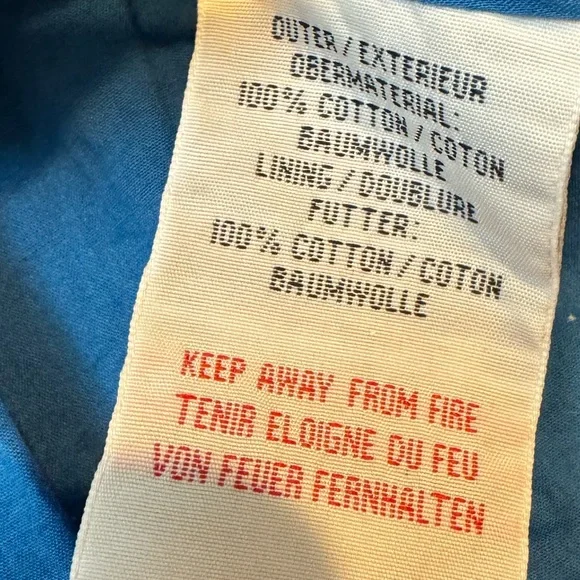 OUTER / EXTERIEUR
OBERMATERIAL:
100% COTTON / COTON
BAUMWOLLE
LINING / DOUBLURE
FUTTER:
100% COTTON / COTON
BAUMWOLLE
KEEP AWAY FROM FIRE
TENIR ELOIGNE DU FEU
VON FEUER FERNHALTEN